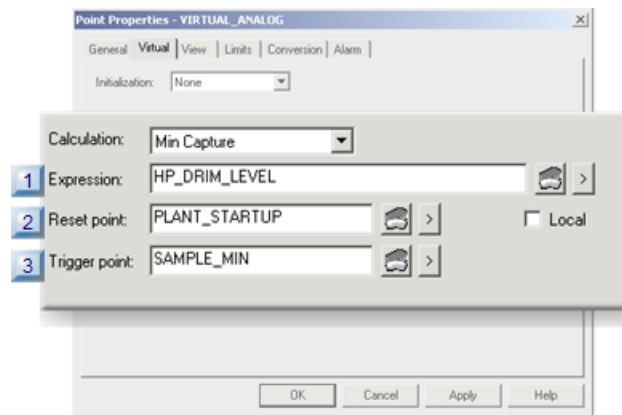 Point Properties - VIRTUAL_ANALOG
General Virtual View Limits Conversion Alarm
Initialization: None
Calculation: Min Capture
1 Expression: HP_DRIM_LEVEL >
2 Reset point: PLANT_STARTUP > Local
3 Trigger point: SAMPLE_MIN >
OK Cancel Apply Help